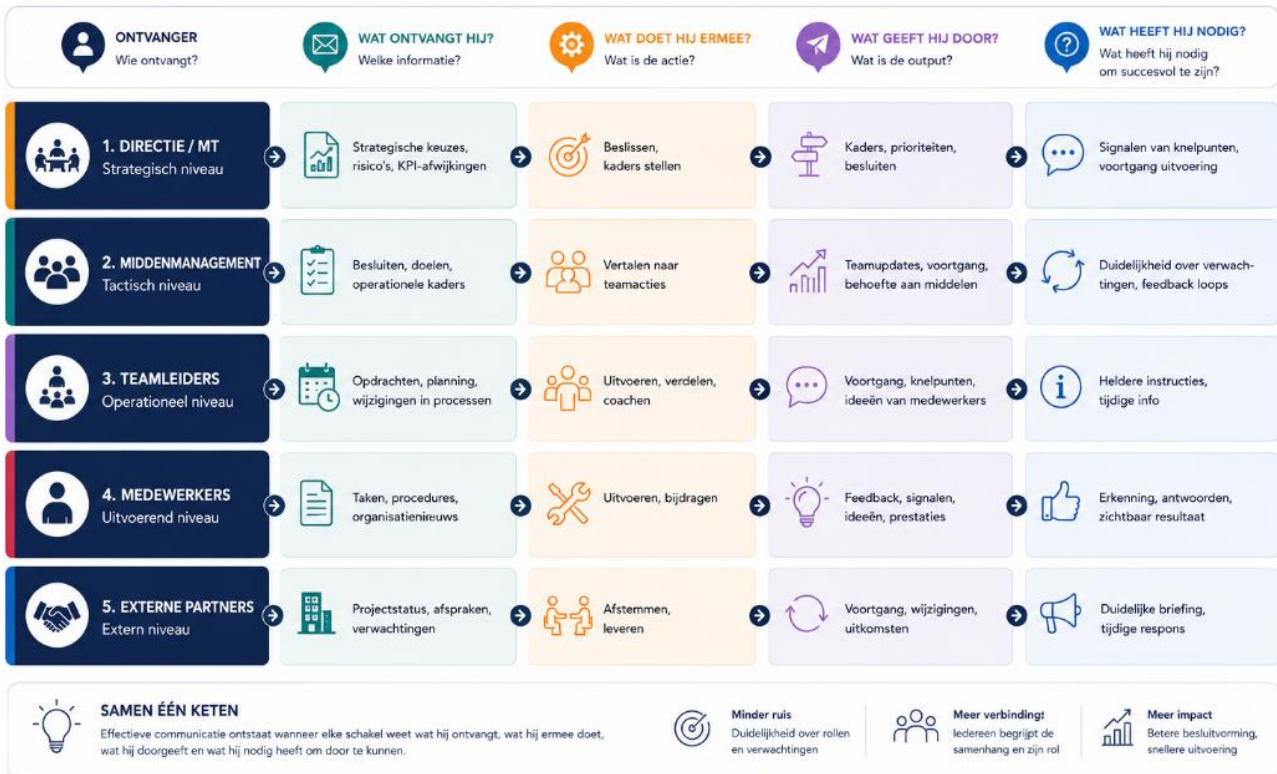 ONTVANGER
Wie ontvangt?
WAT ONTVANGT HIJ?
Welke informatie?
WAT DOET HIJ ERMEE?
Wat is de actie?
WAT GEEFT HIJ DOOR?
Wat is de output?
WAT HEEFT HIJ NODIG?
Wat heeft hij nodig
om succesvol te zijn?
1. DIRECTIE / MT
Strategisch niveau
Strategische keuzes,
risico's, KPI-afwijkingen
Beslissen,
kaders stellen
Kaders, prioriteiten,
besluiten
Signalen van knelpunten,
voortgang uitvoering
2. MIDDENMANAGEMENT
Tactisch niveau
Besluiten, doelen,
operationele kaders
Vertalen naar
teamacties
Teamupdates, voortgang,
behoefte aan middelen
Duidelijkheid over verwach-
tingen, feedback loops
3. TEAMLEIDERS
Operationeel niveau
Opdrachten, planning,
wijzigingen in processen
Uitvoeren, verdelen,
coachen
Voortgang, knelpunten,
ideeën van medewerkers
Heldere instructies,
tijdige info
4. MEDEWERKERS
Uitvoerend niveau
Taken, procedures,
organisatienieuws
Uitvoeren, bijdragen
Feedback, signalen,
ideeën, prestaties
Erkenning, antwoorden,
zichtbaar resultaat
5. EXTERNE PARTNERS
Extern niveau
Projectstatus, afspraken,
verwachtingen
Afstemmen,
leveren
Voortgang, wijzigingen,
uitkomsten
Duidelijke briefing,
tijdige respons
SAMEN ÉÉN KETEN
Effectieve communicatie ontstaat wanneer elke schakel weet wat hij ontvangt, wat hij ermee doet,
wat hij doorgeeft en wat hij nodig heeft om door te kunnen.
Minder ruis
Duidelijkheid over rollen
en verwachtingen
Meer verbinding!
Iedereen begrijpt de
samenhang en zijn rol
Meer impact
Betere besluitvorming,
snellere uitvoering